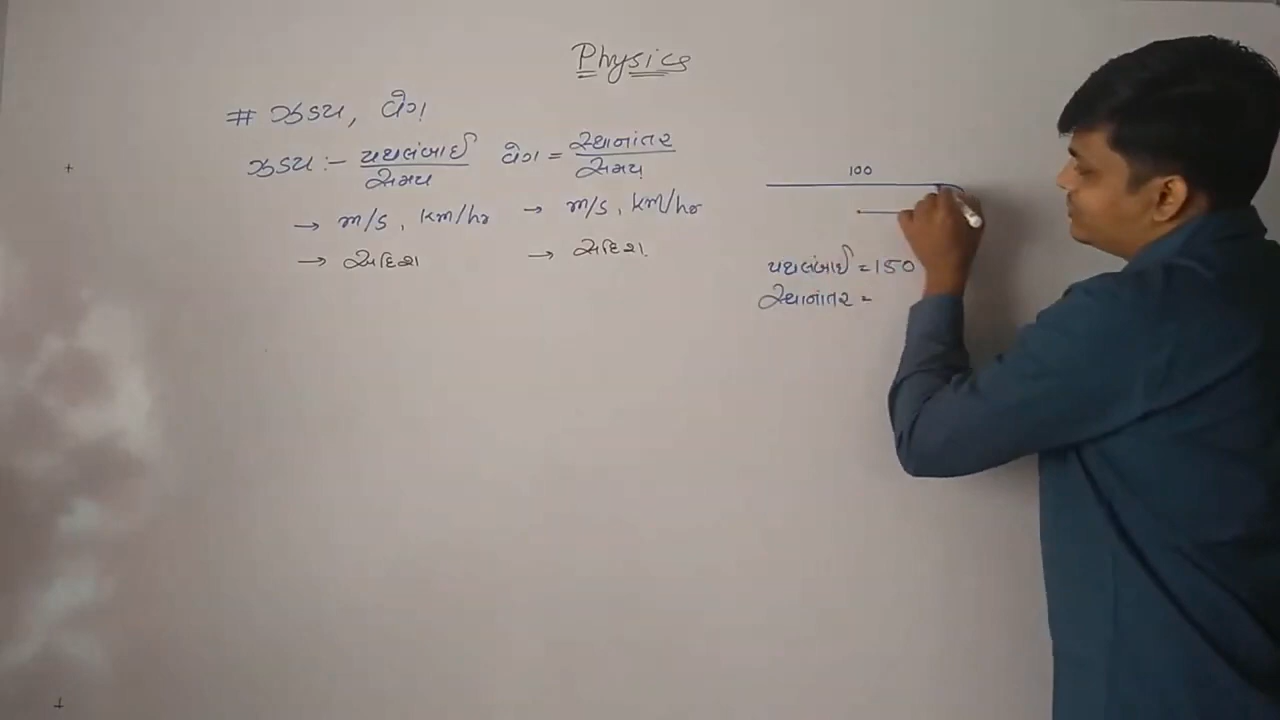 Physics
# ઝડપ, વેગ
ઝડપ :- પથલંબાઈ / સમય વેગ = સ્થાનાંતર / સમય
→ m/s, km/hr → m/s, km/hr
→ અદિશ → સદિશ.
100
પથલંબાઈ = 150
સ્થાનાંતર =